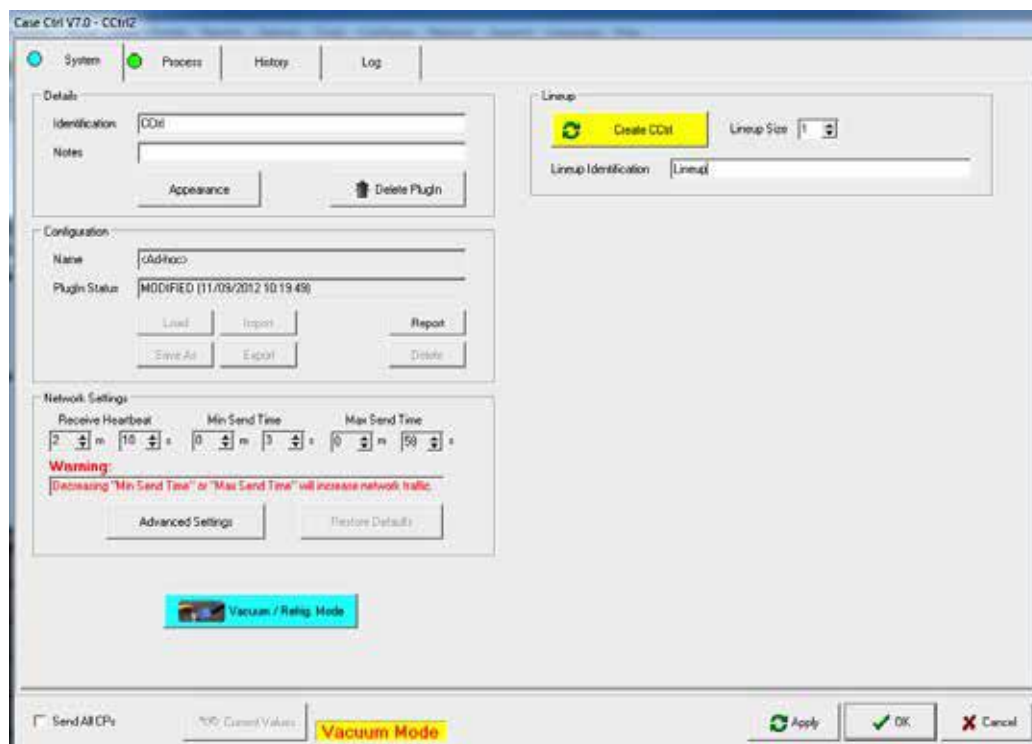 Case Ctrl V7.0 - CCtrl2
System Process History Log
Details
Identification CCtrl
Notes
Appearance Delete PlugIn
Lineup
Create CCtrl Lineup Size 1
Lineup Identification Lineup
Configuration
Name <Ad-hoc>
PlugIn Status MODIFIED (11/09/2012 10:19:49)
Load Import Report
Save As Export Delete
Network Settings
Receive Heartbeat Min Send Time Max Send Time
2 m 10 s 0 m 3 s 0 m 58 s
Warning:
Decreasing "Min Send Time" or "Max Send Time" will increase network traffic.
Advanced Settings Restore Defaults
Vacuum / Refrig. Mode
Send All CPs Current Values Vacuum Mode Apply OK Cancel